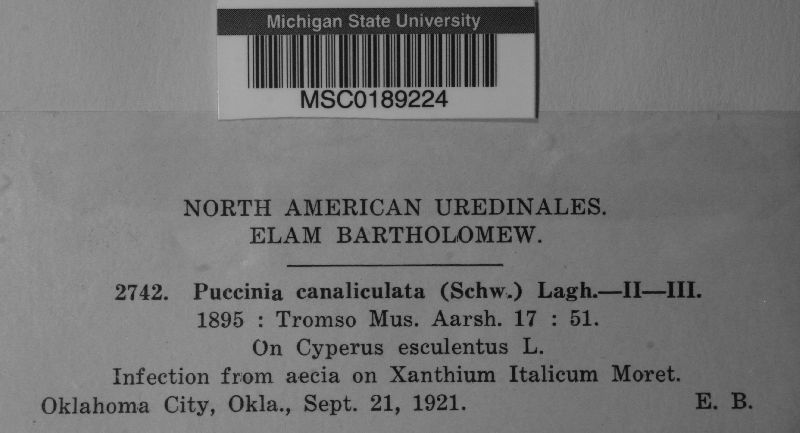 Michigan State University
MSC0189224
NORTH AMERICAN UREDINALES.
ELAM BARTHOLOMEW.
2742. Puccinia canaliculata (Schw.) Lagh.—II—III.
1895 : Tromso Mus. Aarsh. 17 : 51.
On Cyperus esculentus L.
Infection from aecia on Xanthium Italicum Moret.
Oklahoma City, Okla., Sept. 21, 1921. E. B.